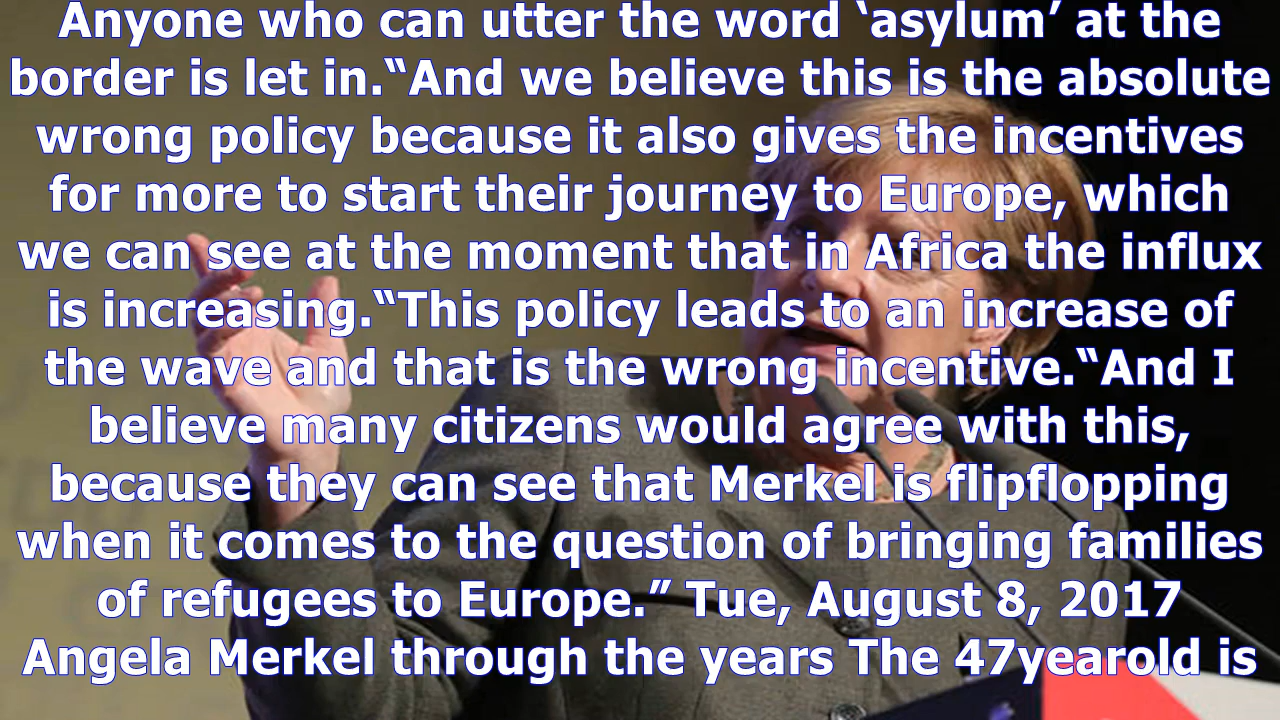 Anyone who can utter the word ‘asylum’ at the
border is let in.“And we believe this is the absolute
wrong policy because it also gives the incentives
for more to start their journey to Europe, which
we can see at the moment that in Africa the influx
is increasing.“This policy leads to an increase of
the wave and that is the wrong incentive.“And I
believe many citizens would agree with this,
because they can see that Merkel is flipflopping
when it comes to the question of bringing families
of refugees to Europe.” Tue, August 8, 2017
Angela Merkel through the years The 47yearold is